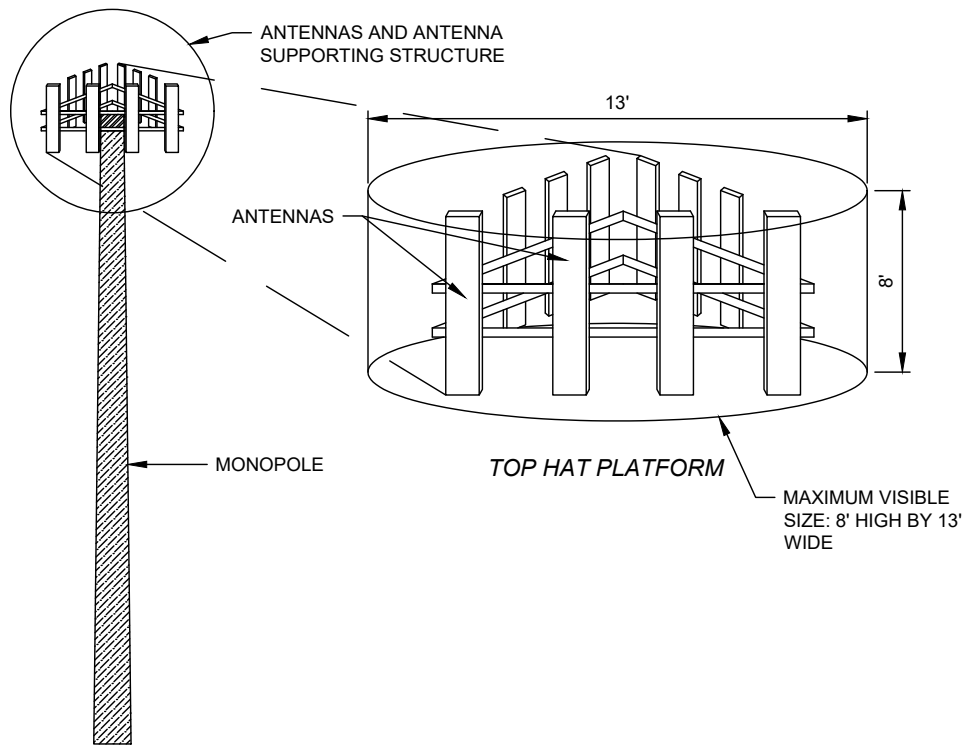 ANTENNAS AND ANTENNA
SUPPORTING STRUCTURE
13'
ANTENNAS
8'
MONOPOLE
TOP HAT PLATFORM
MAXIMUM VISIBLE
SIZE: 8' HIGH BY 13'
WIDE